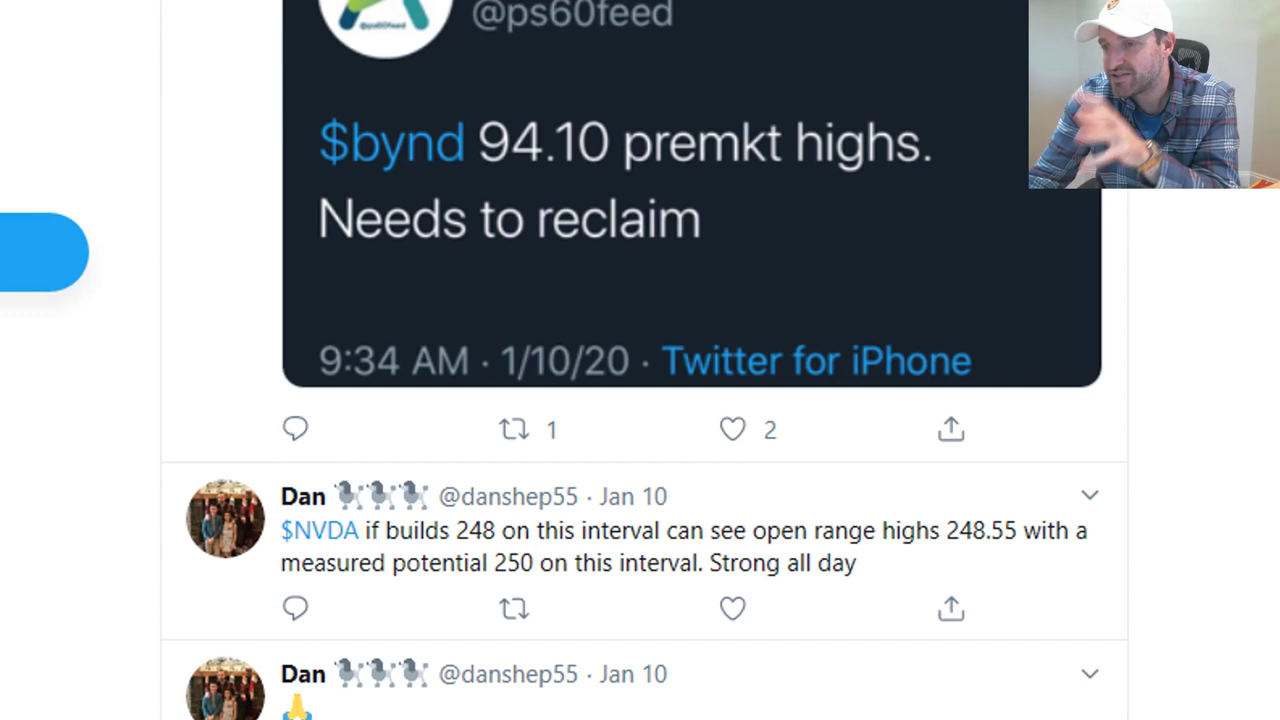 @ps60feed
@ps60feed
$bynd 94.10 premkt highs.
Needs to reclaim
9:34 AM · 1/10/20 · Twitter for iPhone
1 2
Dan 🐩🐩🐩 @danshep55 · Jan 10
$NVDA if builds 248 on this interval can see open range highs 248.55 with a
measured potential 250 on this interval. Strong all day
Dan 🐩🐩🐩 @danshep55 · Jan 10
🙏